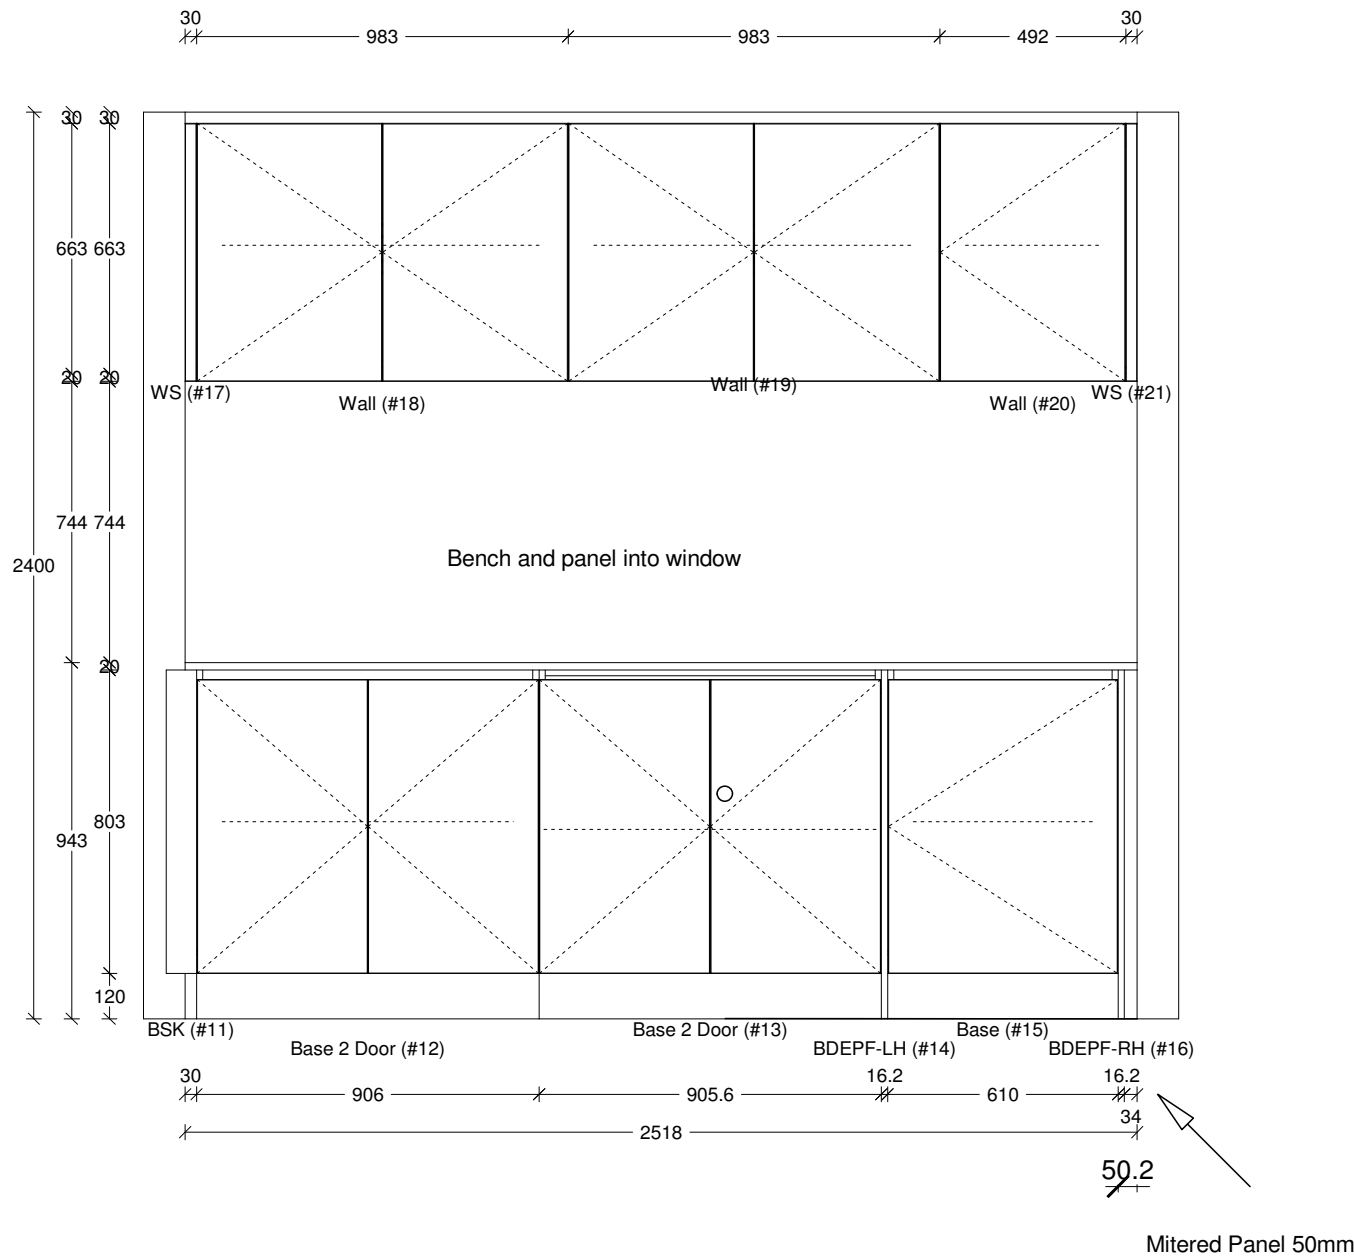 30 30
983 983 492
30 30
663 663
20 20
WS (#17) Wall (#18) Wall (#19) Wall (#20) WS (#21)
744 744
Bench and panel into window
2400
20
803
943
120
BSK (#11) Base 2 Door (#13) Base (#15)
Base 2 Door (#12) BDEPF-LH (#14) BDEPF-RH (#16)
30 906 905.6 16.2 610 16.2
34
2518
50.2
Mitered Panel 50mm